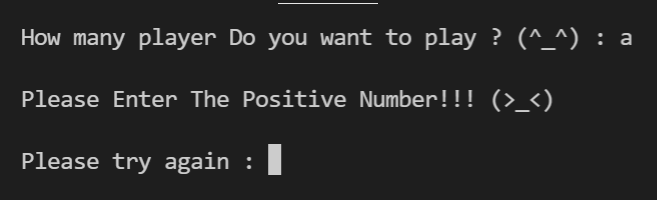 How many player Do you want to play ? (^_^) : a
Please Enter The Positive Number!!! (>_<)
Please try again :